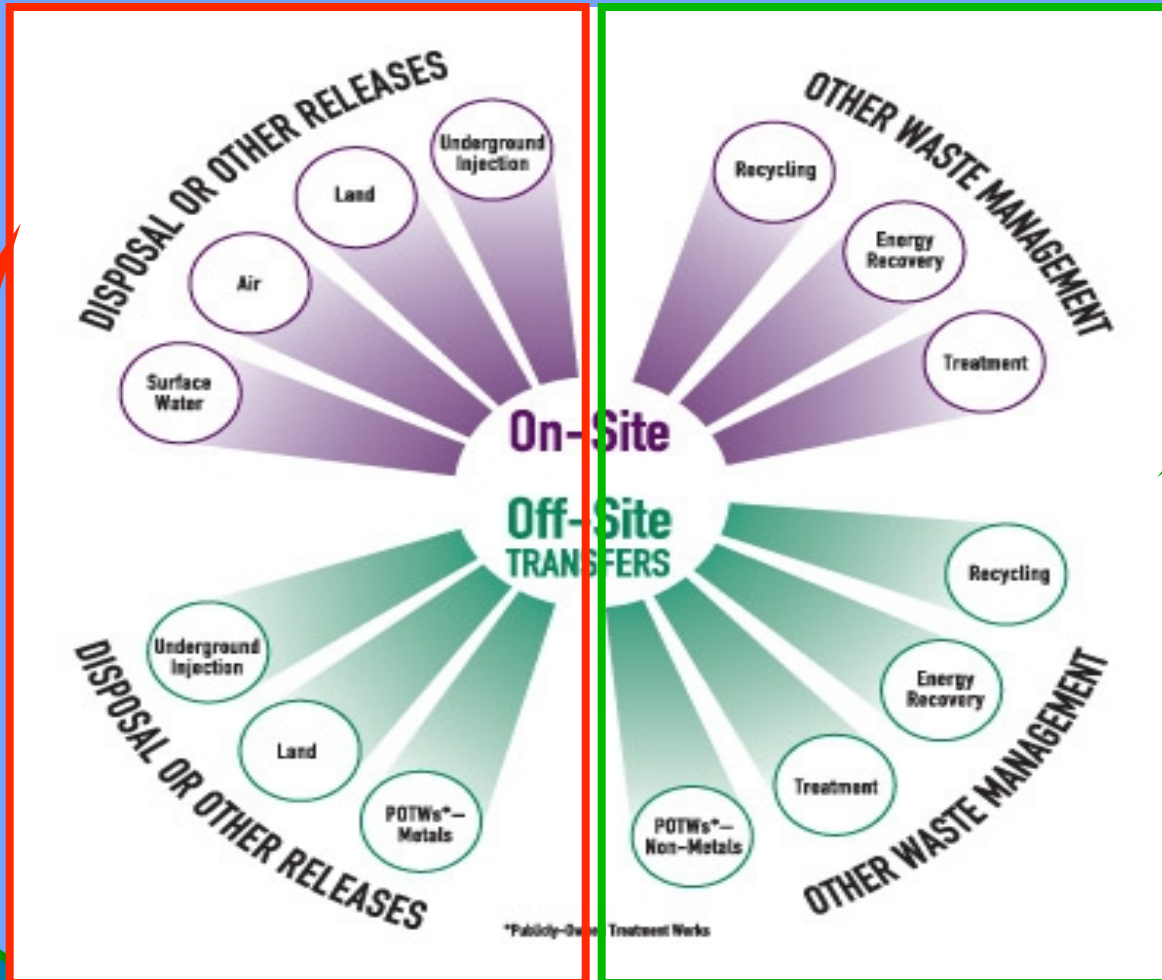 DISPOSAL OR OTHER RELEASES
Underground
Injection
Land
Air
Surface
Water
OTHER WASTE MANAGEMENT
Recycling
Energy
Recovery
Treatment
On-Site
Off-Site
TRANSFERS
Underground
Injection
Land
POTWs*—
Metals
DISPOSAL OR OTHER RELEASES
Recycling
Energy
Recovery
Treatment
POTWs*—
Non-Metals
OTHER WASTE MANAGEMENT
*Publicly-Owned Treatment Works